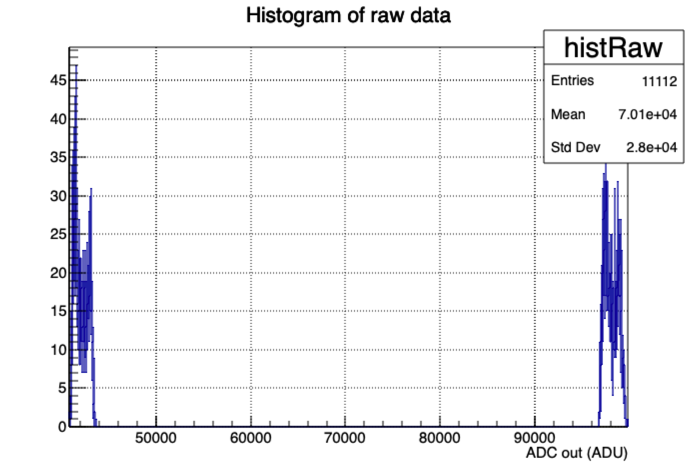 Histogram of raw data
histRaw
Entries 11112
Mean 7.01e+04
Std Dev 2.8e+04
45
40
35
30
25
20
15
10
5
0
50000 60000 70000 80000 90000
ADC out (ADU)